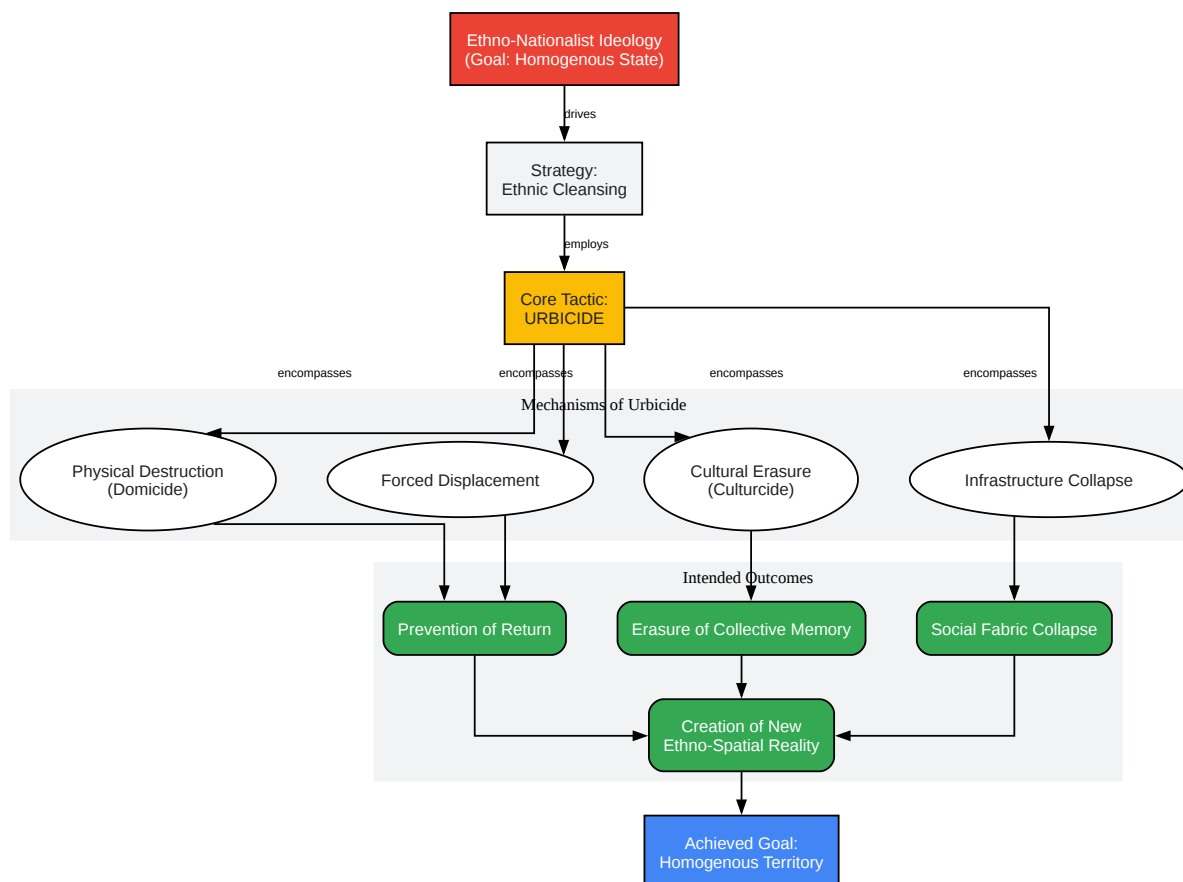 Ethno-Nationalist Ideology
(Goal: Homogenous State)
drives
Strategy:
Ethnic Cleansing
employs
Core Tactic:
URBICIDE
encompasses
encompasses
encompasses
encompasses
Mechanisms of Urbicide
Physical Destruction
(Domicide)
Forced Displacement
Cultural Erasure
(Culturcide)
Infrastructure Collapse
Intended Outcomes
Prevention of Return
Erasure of Collective Memory
Social Fabric Collapse
Creation of New
Ethno-Spatial Reality
Achieved Goal:
Homogenous Territory